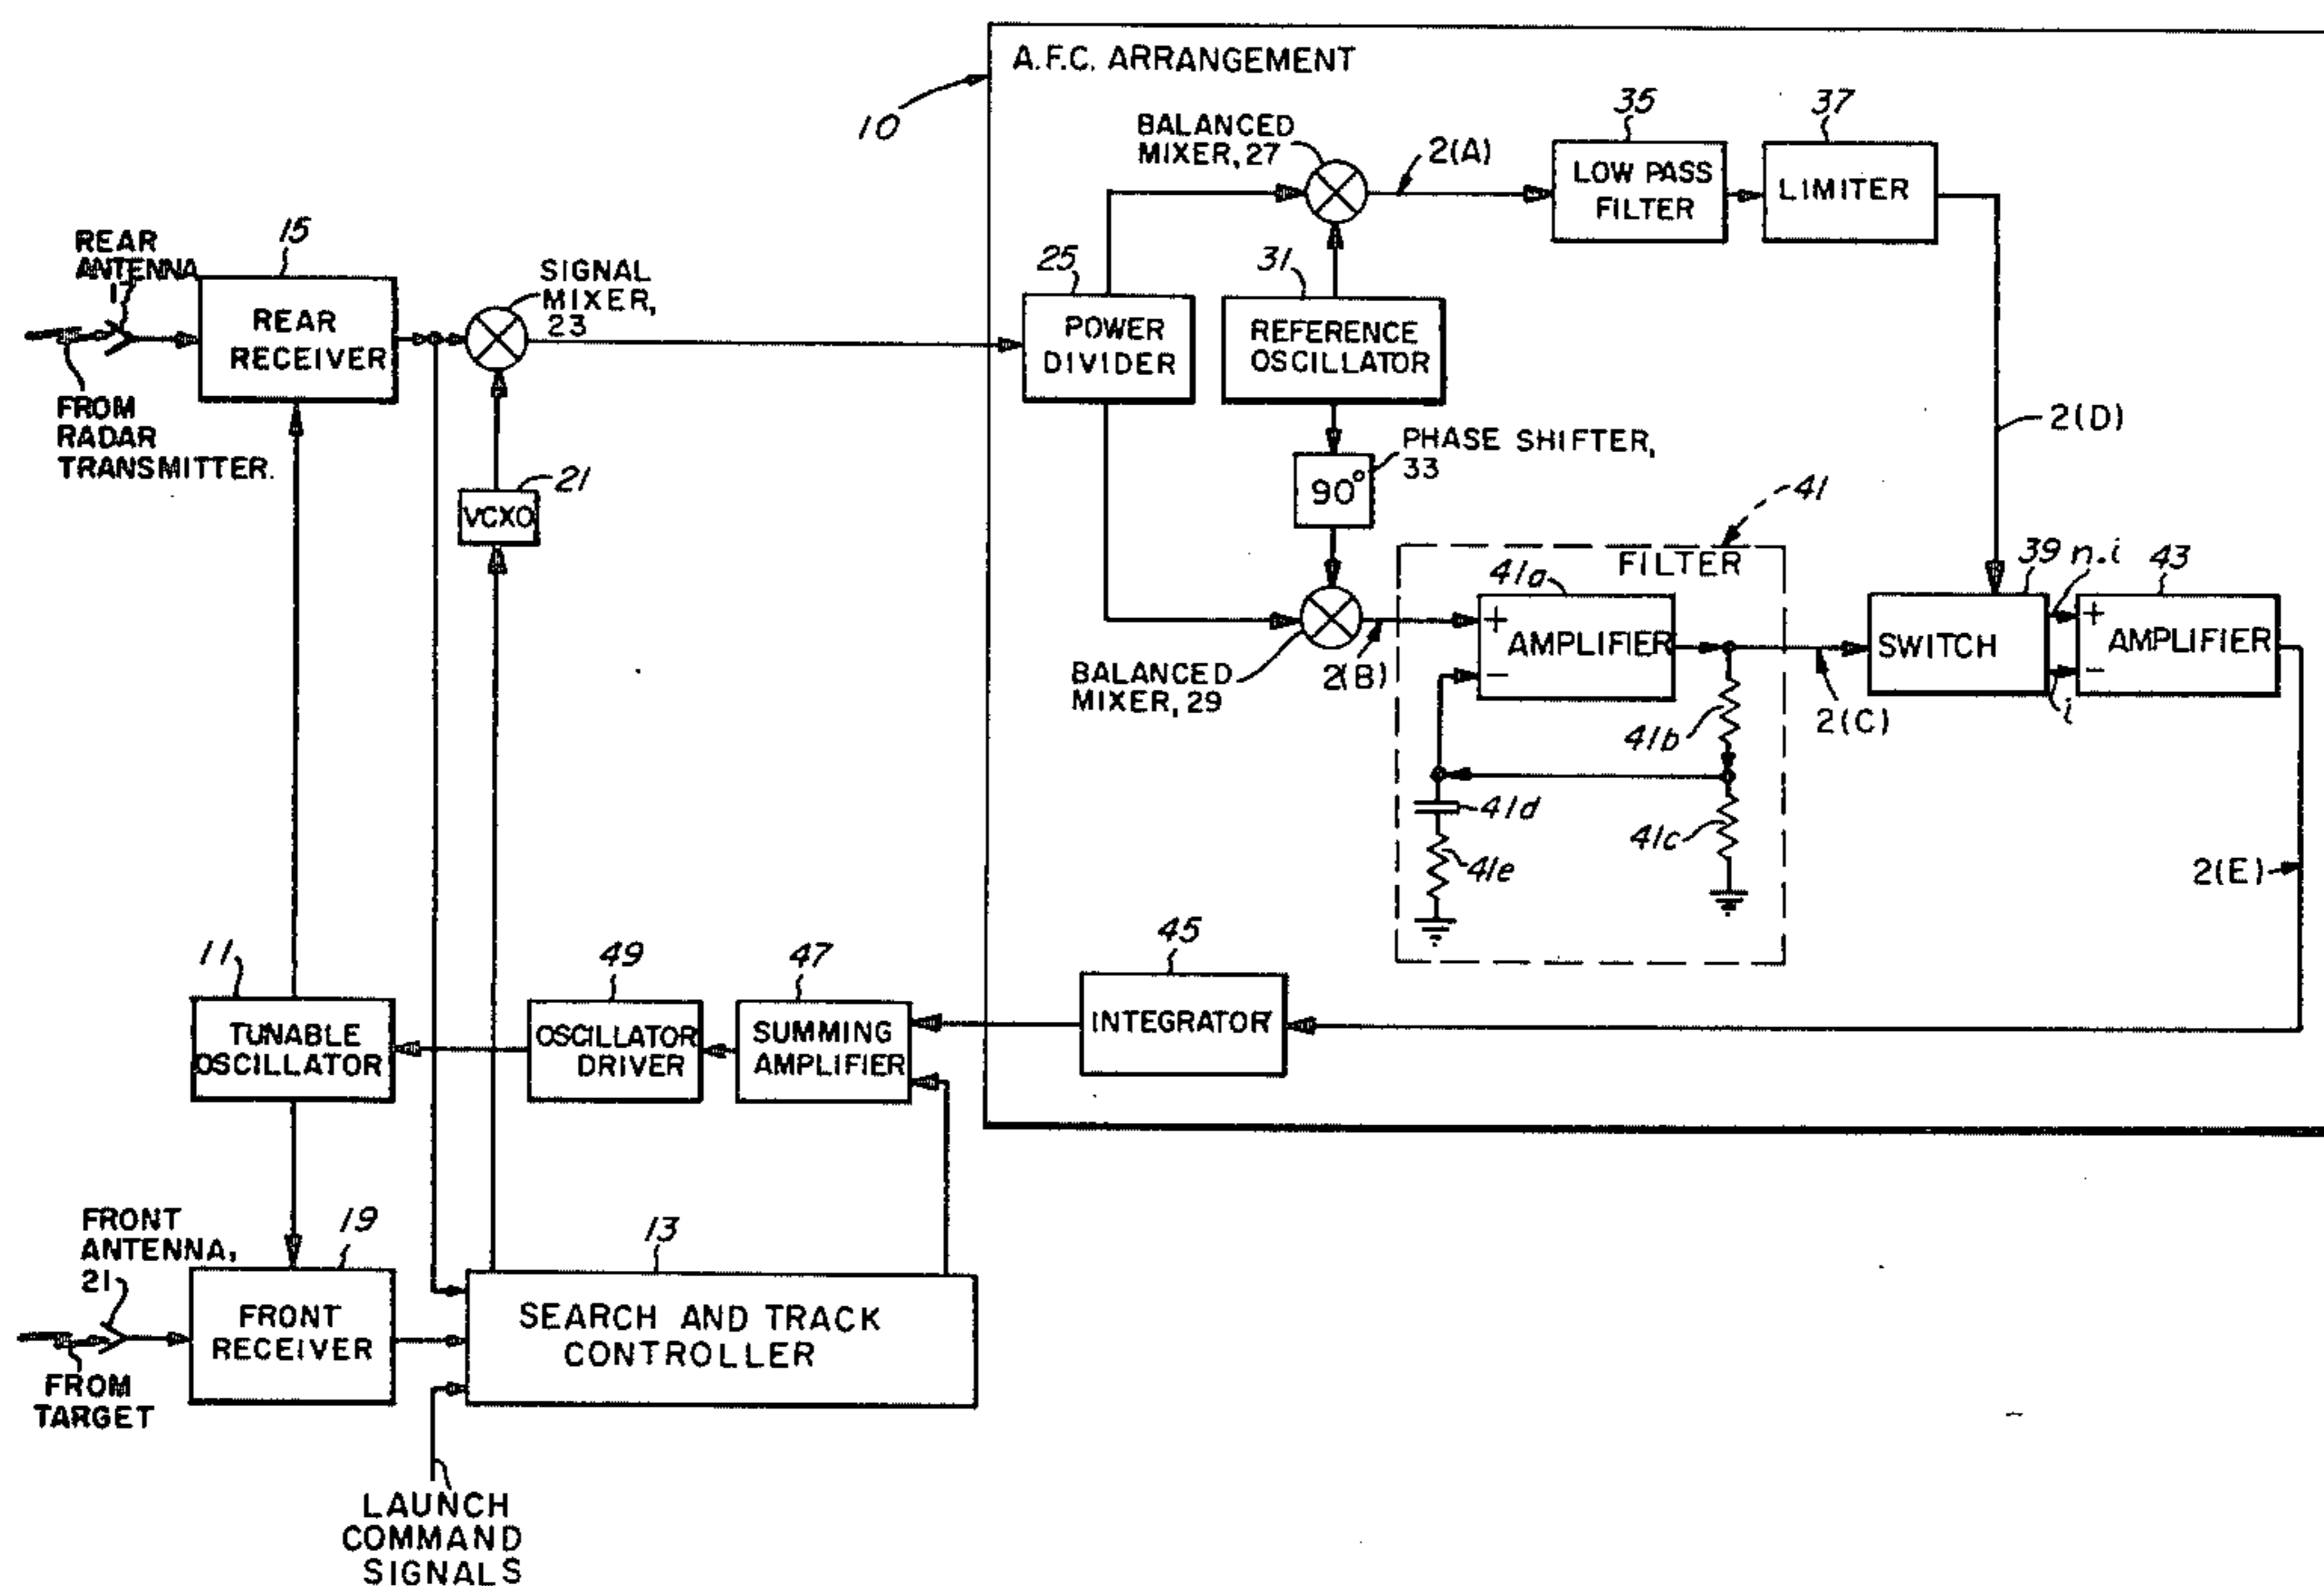 A.F.C. ARRANGEMENT
10
BALANCED
MIXER, 27
2(A)
35
LOW PASS
FILTER
37
LIMITER
REAR
ANTENNA
17
15
REAR
RECEIVER
SIGNAL
MIXER,
23
25
POWER
DIVIDER
31
REFERENCE
OSCILLATOR
FROM
RADAR
TRANSMITTER.
21
VCXO
PHASE SHIFTER,
33
90°
2(D)
41
FILTER
41a
+
AMPLIFIER
−
39
SWITCH
n.i
i
43
+
AMPLIFIER
−
BALANCED
MIXER, 29
2(B)
2(C)
41b
41d
41c
41e
2(E)
11
TUNABLE
OSCILLATOR
49
OSCILLATOR
DRIVER
47
SUMMING
AMPLIFIER
45
INTEGRATOR
FRONT
ANTENNA,
21
19
FRONT
RECEIVER
13
SEARCH AND TRACK
CONTROLLER
FROM
TARGET
LAUNCH
COMMAND
SIGNALS